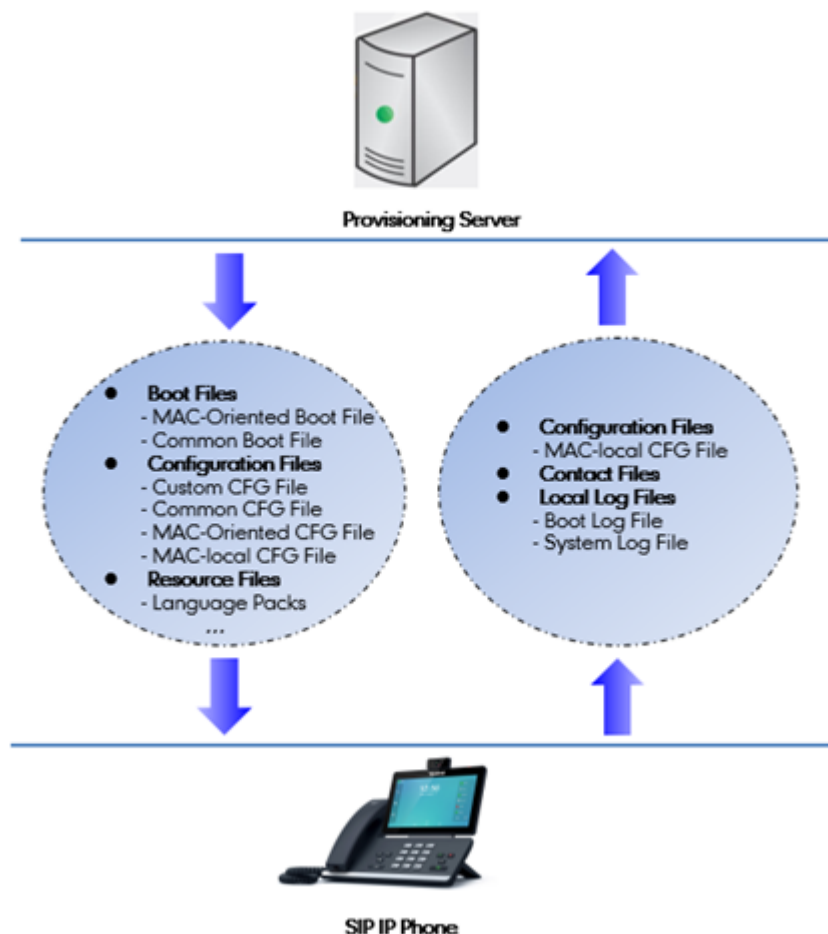 Provisioning Server
● Boot Files
- MAC-Oriented Boot File
- Common Boot File
● Configuration Files
- Custom CFG File
- Common CFG File
- MAC-Oriented CFG File
- MAC-local CFG File
● Resource Files
- Language Packs
...
● Configuration Files
- MAC-local CFG File
● Contact Files
● Local Log Files
- Boot Log File
- System Log File
SIP IP Phone